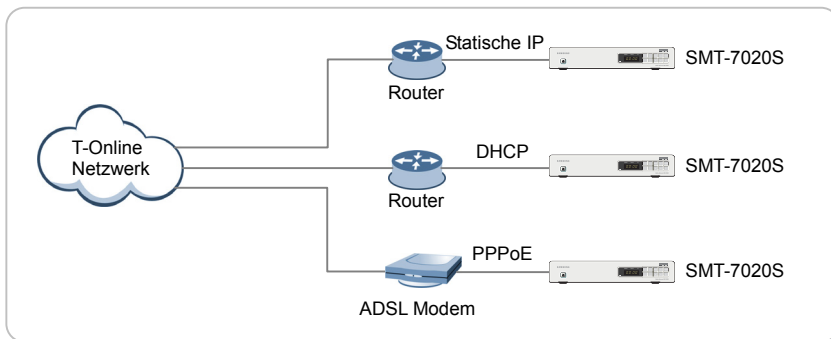 Statische IP
SMT-7020S
Router
T-Online
Netzwerk
DHCP
SMT-7020S
Router
PPPoE
SMT-7020S
ADSL Modem